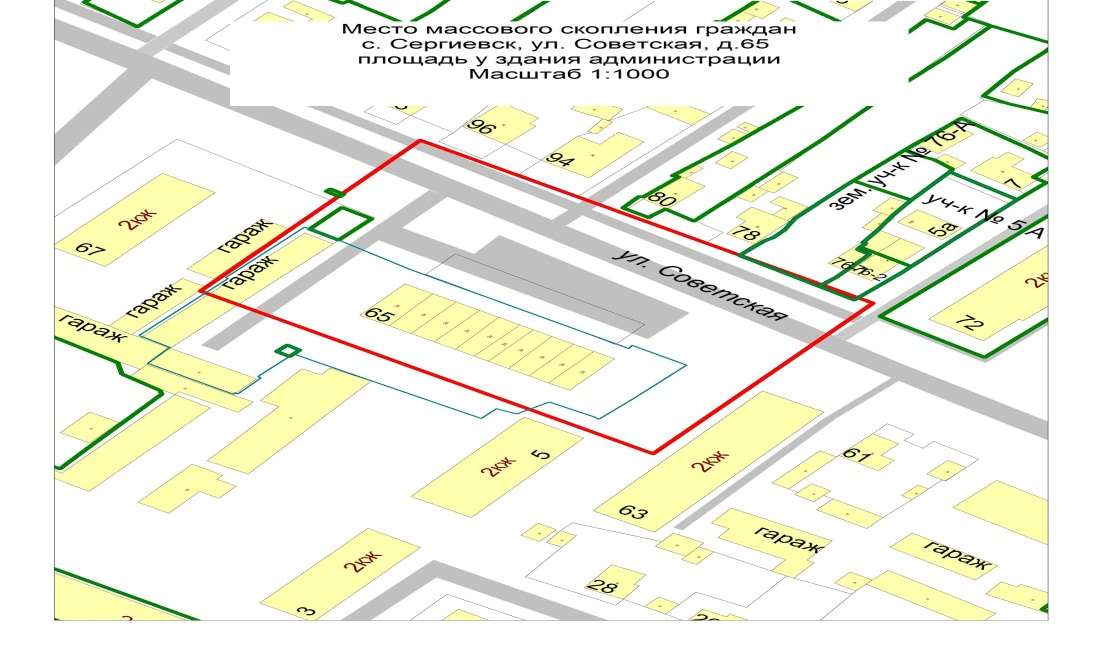 Место массового скопления граждан
с. Сергиевск, ул. Советская, д.65
площадь у здания администрации
Масштаб 1:1000
96
94
80
78
зем. уч-к № 76-А
7
уч-к № 5 А
5а
76-2
72
2кж
67
гараж
гараж
гараж
гараж
ул. Советская
65
2кж
5
2кж
63
61
гараж
гараж
2кж
3
28